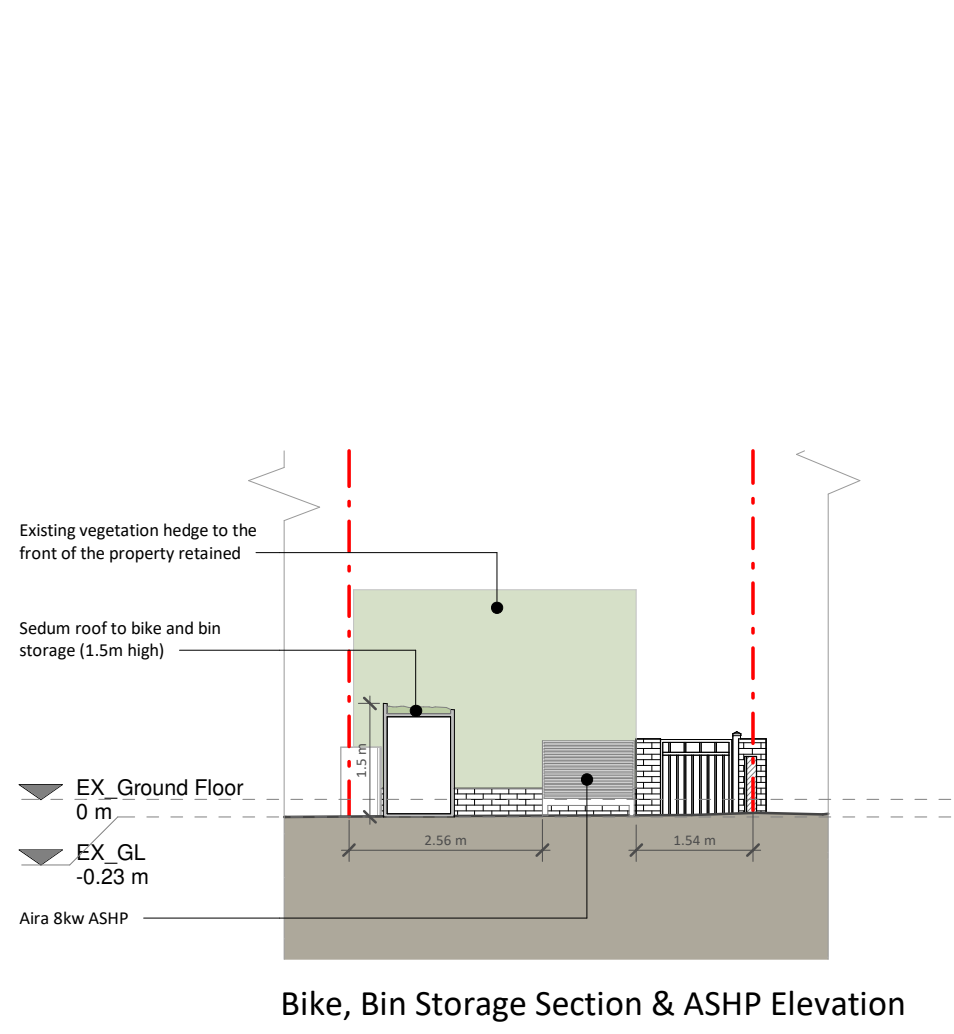 Existing vegetation hedge to the
front of the property retained
Sedum roof to bike and bin
storage (1.5m high)
1.5 m
EX_Ground Floor
0 m
EX_GL
-0.23 m
2.56 m
1.54 m
Aira 8kw ASHP
Bike, Bin Storage Section & ASHP Elevation